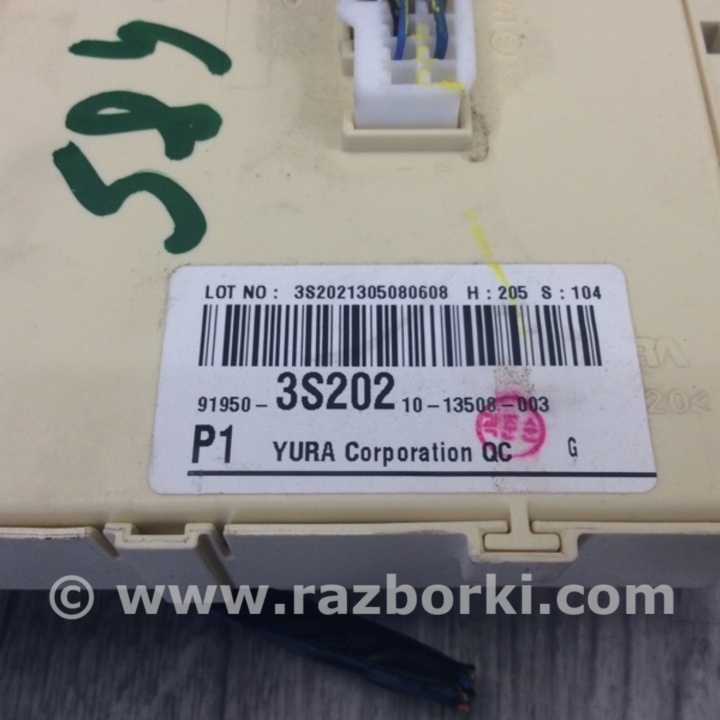 584
LOT NO : 3S2021305080608 H : 205 S : 104
91950 - 3S202 10 - 13508 - 003
P1 YURA Corporation QC G
© www.razborki.com